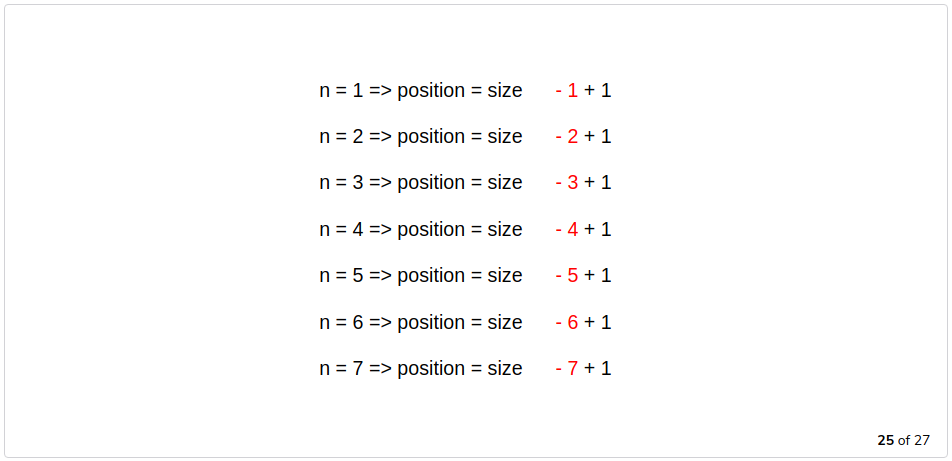 n = 1 => position = size - 1 + 1
n = 2 => position = size - 2 + 1
n = 3 => position = size - 3 + 1
n = 4 => position = size - 4 + 1
n = 5 => position = size - 5 + 1
n = 6 => position = size - 6 + 1
n = 7 => position = size - 7 + 1
25 of 27